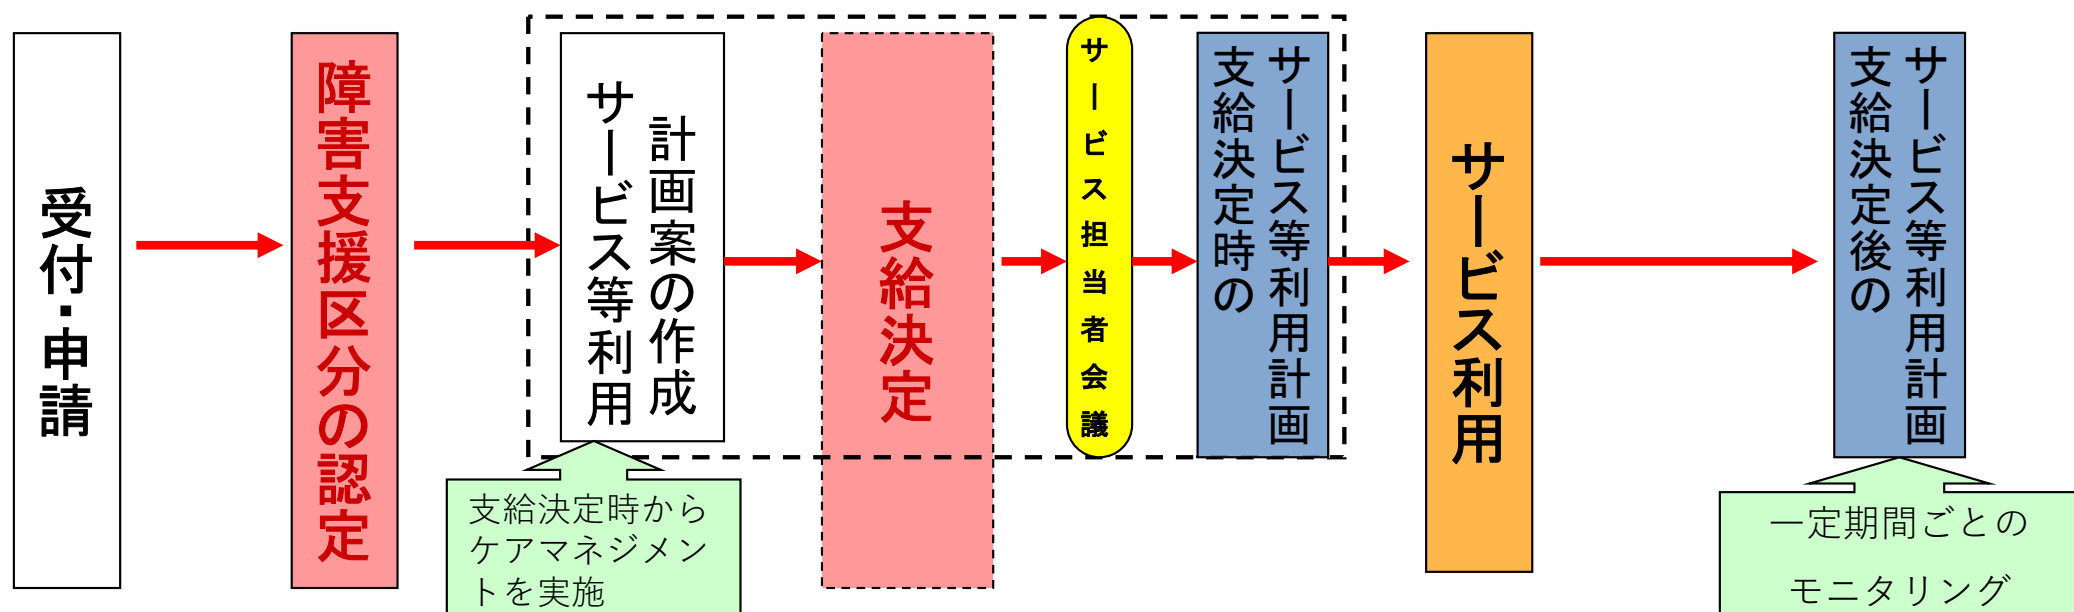 受付・申請
障害支援区分の認定
計画案の作成
サービス等利用
支給決定
サービス担当者会議
サービス等利用計画
支給決定時の
サービス利用
サービス等利用計画
支給決定後の
支給決定時から
ケアマネジメン
トを実施
一定期間ごとの
モニタリング